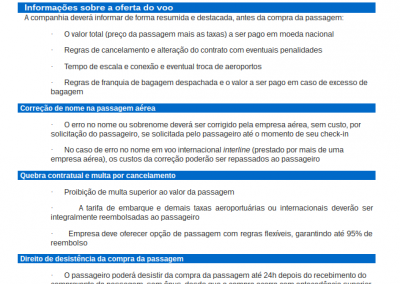 Informações sobre a oferta do voo
A companhia deverá informar de forma resumida e destacada, antes da compra da passagem:
· O valor total (preço da passagem mais as taxas) a ser pago em moeda nacional
· Regras de cancelamento e alteração do contrato com eventuais penalidades
· Tempo de escala e conexão e eventual troca de aeroportos
· Regras de franquia de bagagem despachada e o valor a ser pago em caso de excesso de
bagagem
Correção de nome na passagem aérea
· O erro no nome ou sobrenome deverá ser corrigido pela empresa aérea, sem custo, por
solicitação do passageiro, se solicitada pelo passageiro até o momento de seu check-in
· No caso de erro no nome em voo internacional interline (prestado por mais de uma
empresa aérea), os custos da correção poderão ser repassados ao passageiro
Quebra contratual e multa por cancelamento
· Proibição de multa superior ao valor da passagem
· A tarifa de embarque e demais taxas aeroportuárias ou internacionais deverão ser
integralmente reembolsadas ao passageiro
· Empresa deve oferecer opção de passagem com regras flexíveis, garantindo até 95% de
reembolso
Direito de desistência da compra da passagem
· O passageiro poderá desistir da compra da passagem até 24h depois do recebimento do